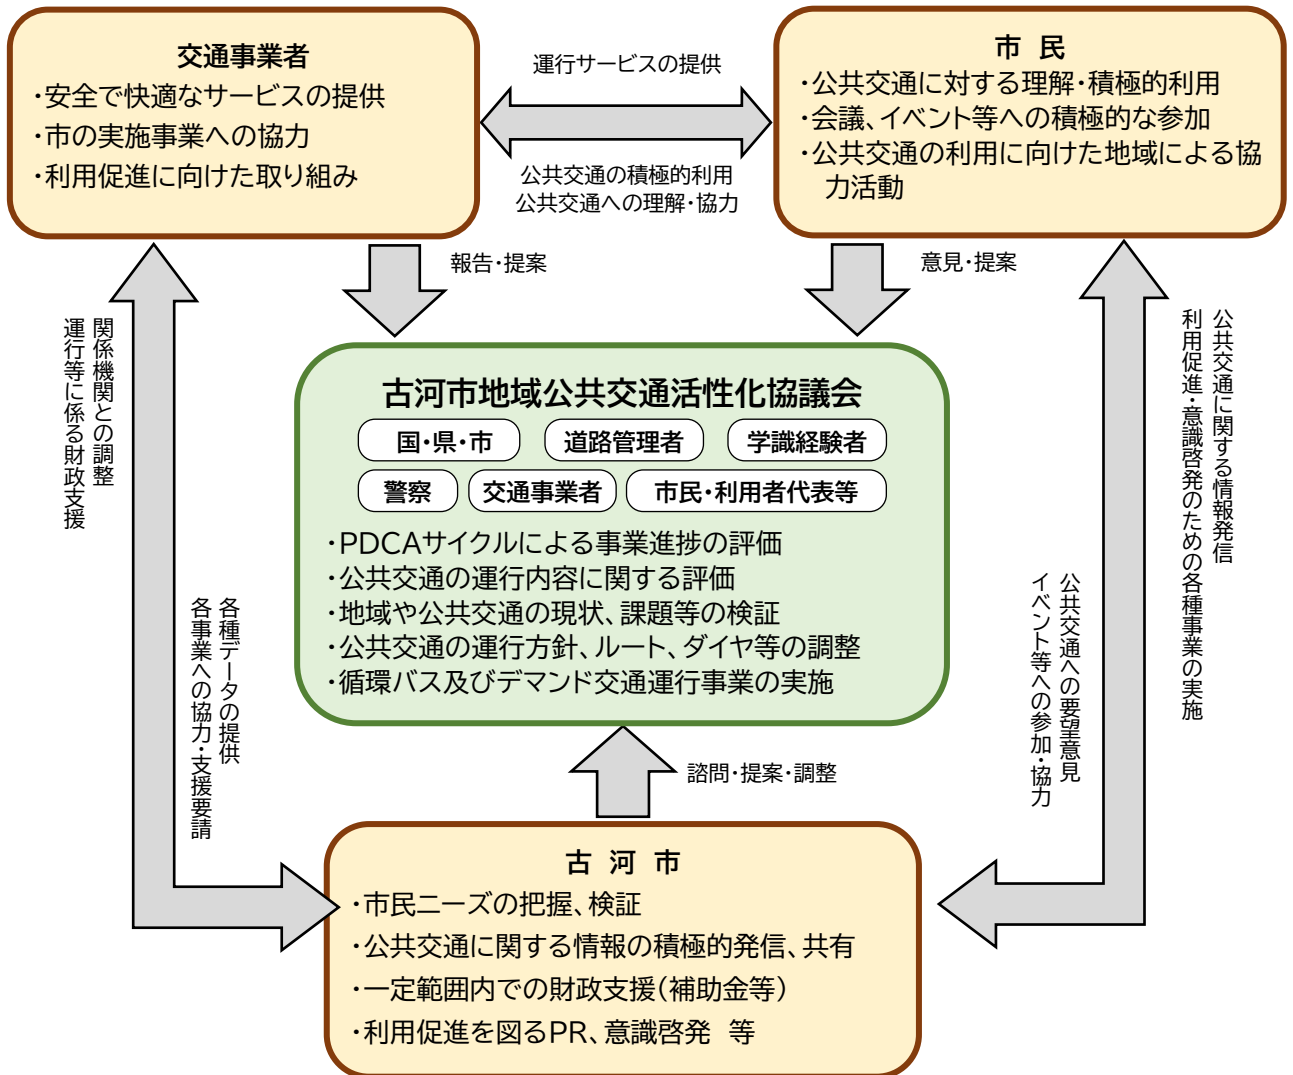 交通事業者
・安全で快適なサービスの提供
・市の実施事業への協力
・利用促進に向けた取り組み
運行サービスの提供
公共交通の積極的利用
公共交通への理解・協力
市 民
・公共交通に対する理解・積極的利用
・会議、イベント等への積極的な参加
・公共交通の利用に向けた地域による協
力活動
報告・提案
意見・提案
関係機関との調整
運行等に係る財政支援
各種データの提供
各事業への協力・支援要請
古河市地域公共交通活性化協議会
国・県・市
道路管理者
学識経験者
警察
交通事業者
市民・利用者代表等
・PDCAサイクルによる事業進捗の評価
・公共交通の運行内容に関する評価
・地域や公共交通の現状、課題等の検証
・公共交通の運行方針、ルート、ダイヤ等の調整
・循環バス及びデマンド交通運行事業の実施
公共交通に関する情報発信
利用促進・意識啓発のための各種事業の実施
公共交通への要望意見
イベント等への参加・協力
諮問・提案・調整
古 河 市
・市民ニーズの把握、検証
・公共交通に関する情報の積極的発信、共有
・一定範囲内での財政支援（補助金等）
・利用促進を図るPR、意識啓発 等